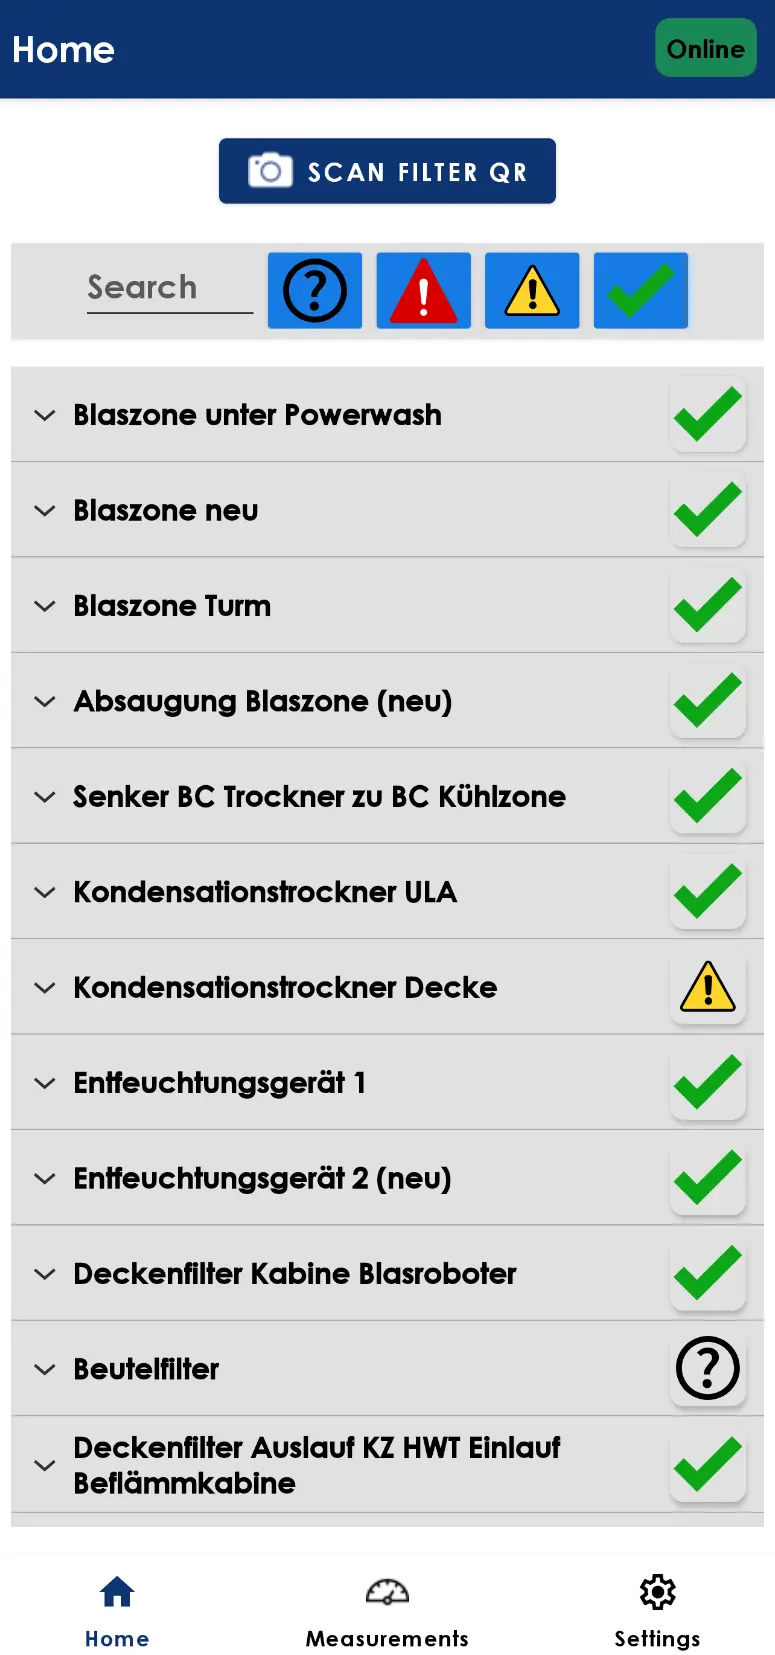 Home
Online
SCAN FILTER QR
Search
Blaszone unter Powerwash
Blaszone neu
Blaszone Turm
Absaugung Blaszone (neu)
Senker BC Trockner zu BC Kühlzone
Kondensationstrockner ULA
Kondensationstrockner Decke
Entfeuchtungsgerät 1
Entfeuchtungsgerät 2 (neu)
Deckenfilter Kabine Blasroboter
Beutelfilter
Deckenfilter Auslauf KZ HWT Einlauf
Beflämmkabine
Home
Measurements
Settings